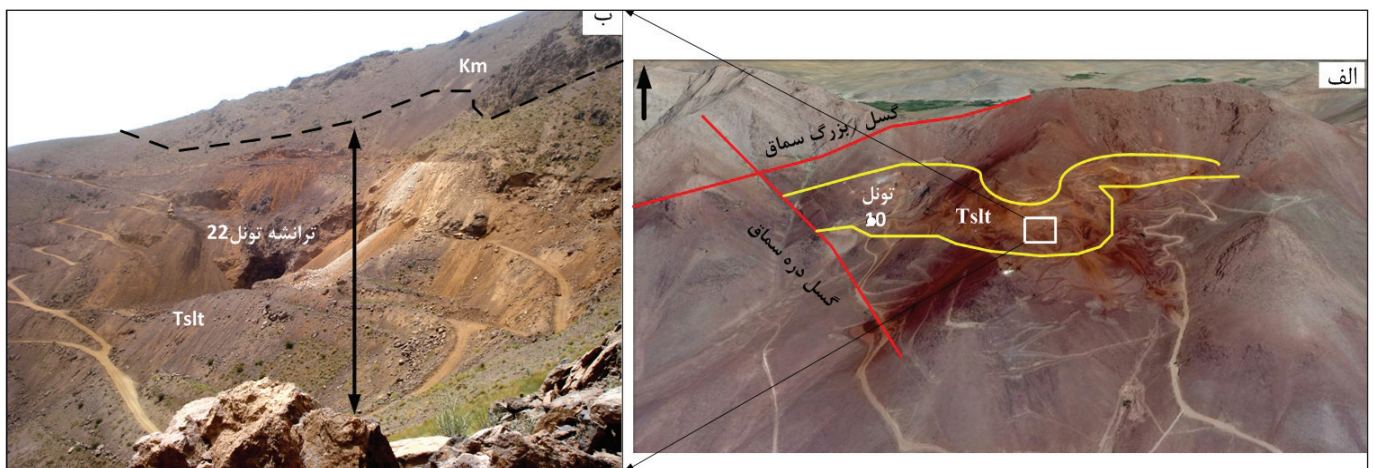 الف
گسل بزرگ سماق
تونل
10
Tslt
گسل دره سماق
ب
Km
ترانشه تونل22
Tslt